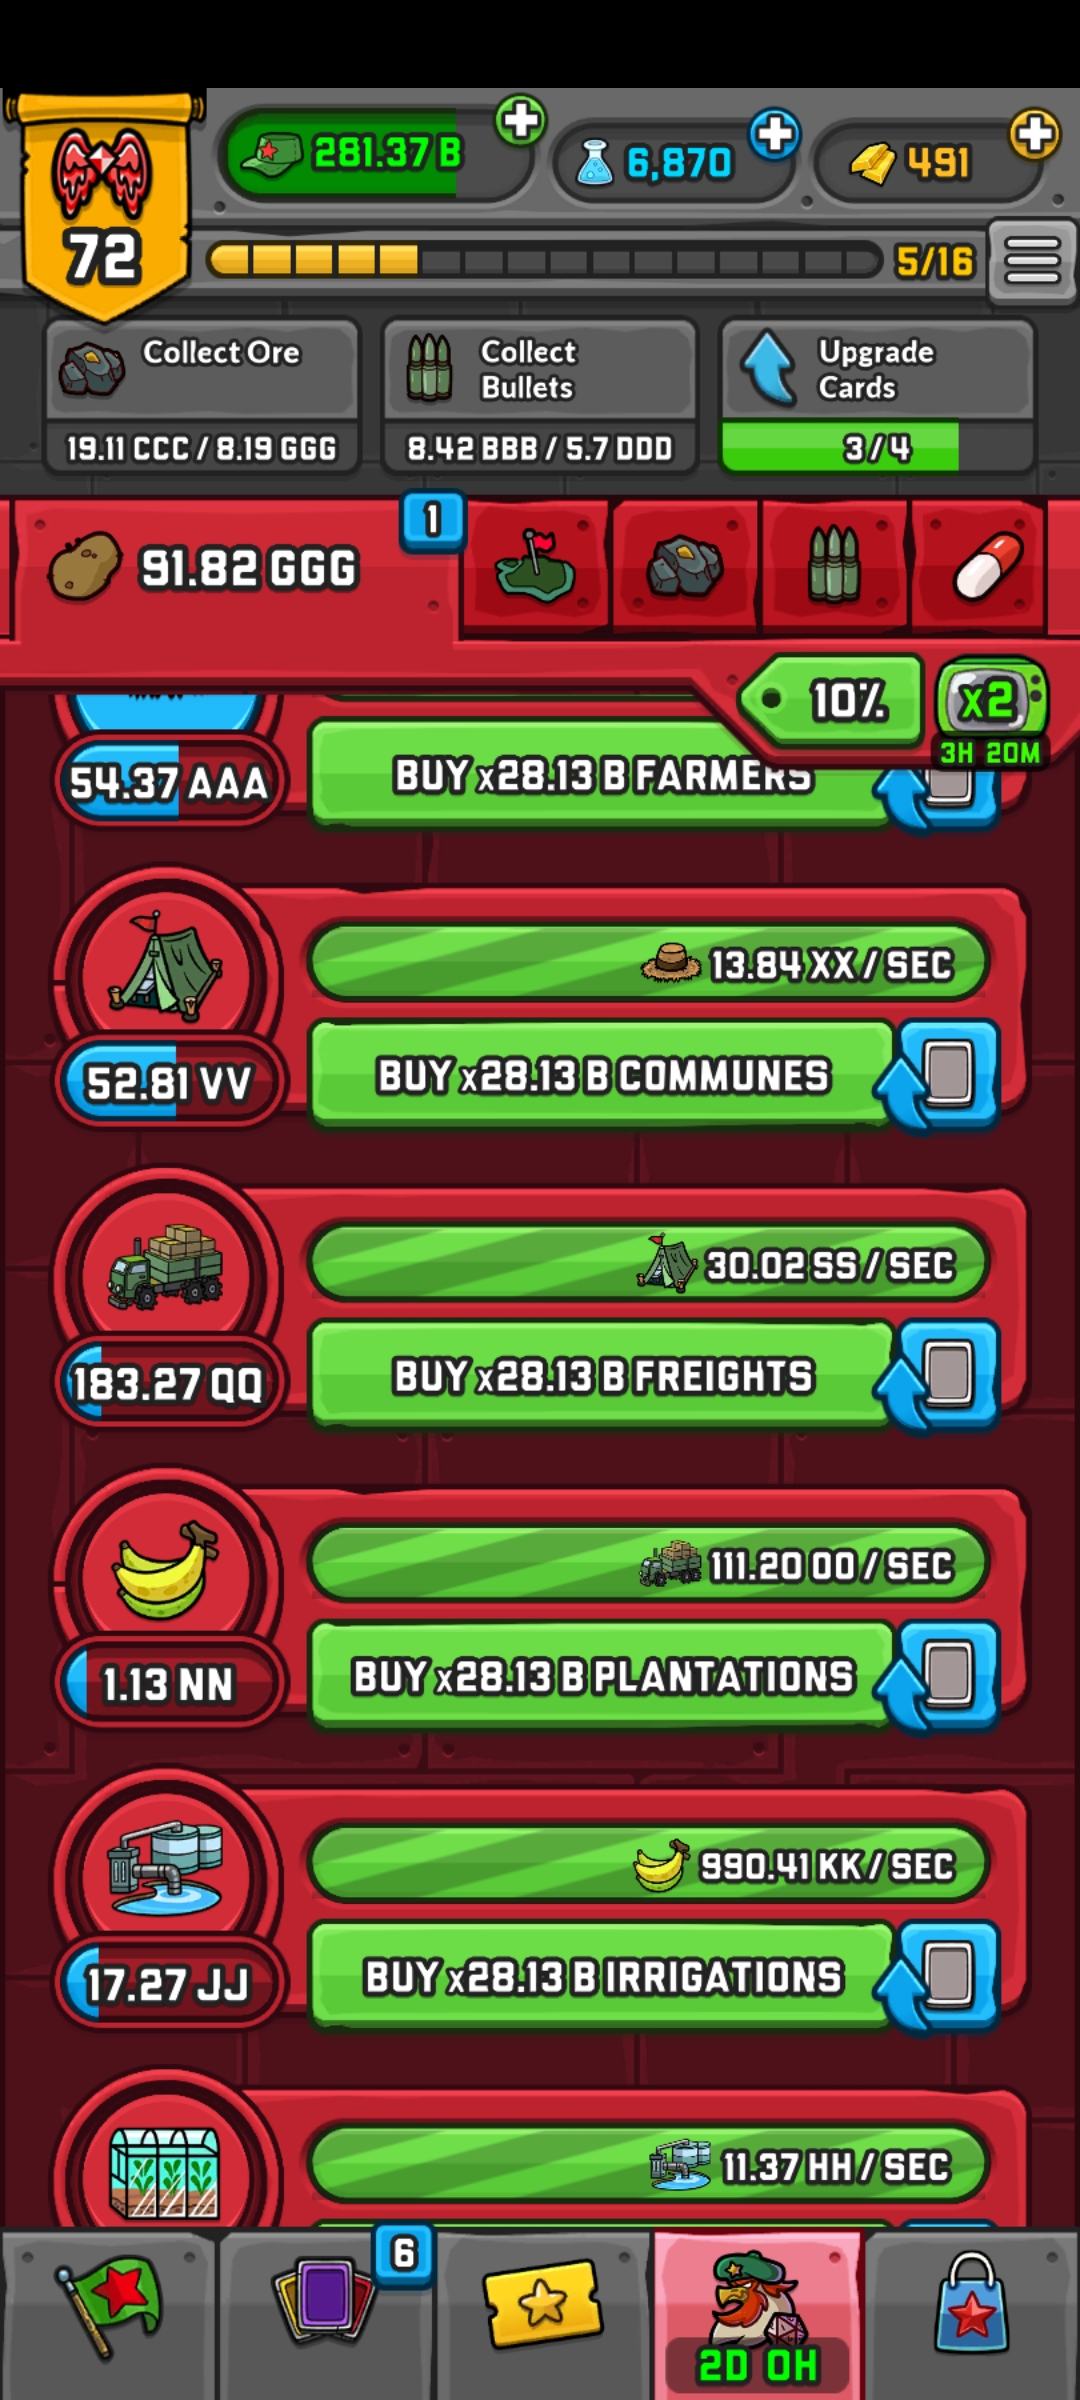 281.37 B
6,870
491
72
5/16
Collect Ore
19.11 CCC / 8.19 GGG
Collect
Bullets
8.42 BBB / 5.7 DDD
Upgrade
Cards
3/4
91.82 GGG
1
10%
x2
3H 20M
54.37 AAA
BUY x28.13 B FARMERS
13.84 XX / SEC
52.81 VV
BUY x28.13 B COMMUNES
30.02 SS / SEC
183.27 QQ
BUY x28.13 B FREIGHTS
111.20 OO / SEC
1.13 NN
BUY x28.13 B PLANTATIONS
990.41 KK / SEC
17.27 JJ
BUY x28.13 B IRRIGATIONS
11.37 HH / SEC
6
2D 0H